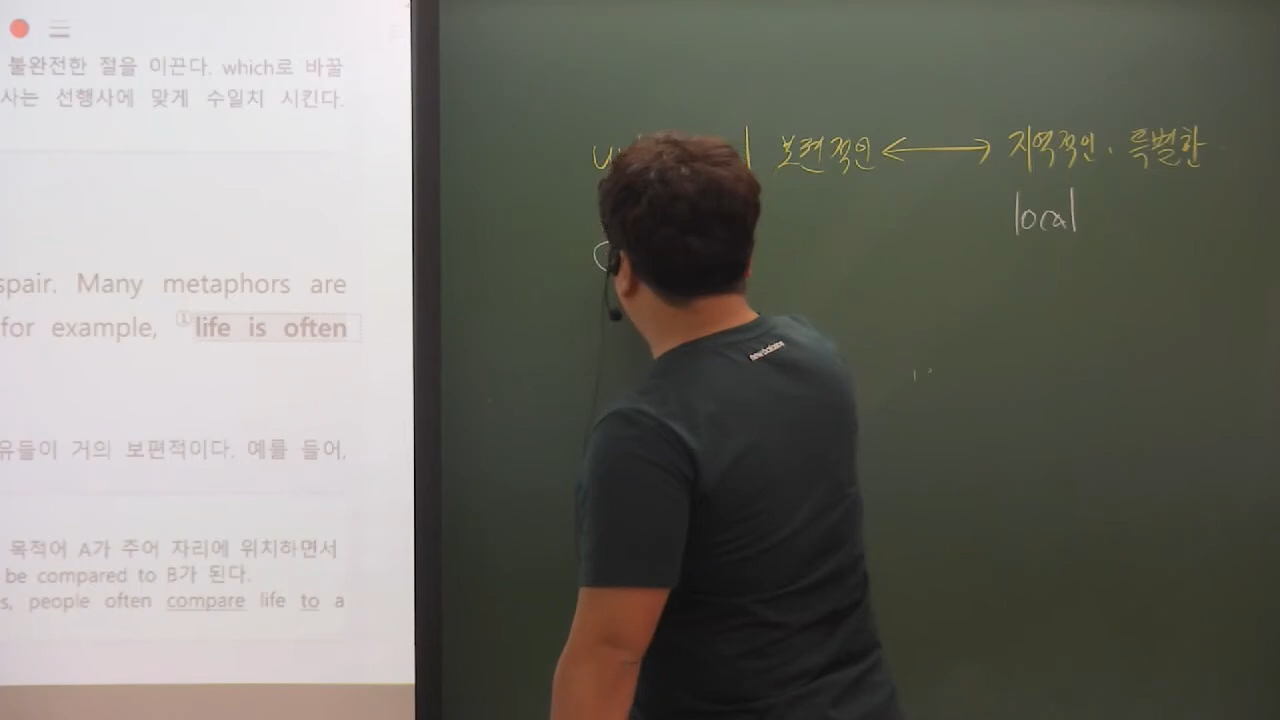 불완전한 절을 이끈다. which로 바꿀
사는 선행사에 맞게 수일치 시킨다.
spair. Many metaphors are
for example, ①life is often
유들이 거의 보편적이다. 예를 들어,
목적어 A가 주어 자리에 위치하면서
be compared to B가 된다.
s, people often compare life to a
보편적인 ⟷ 지역적인 · 특별한
local
new balance